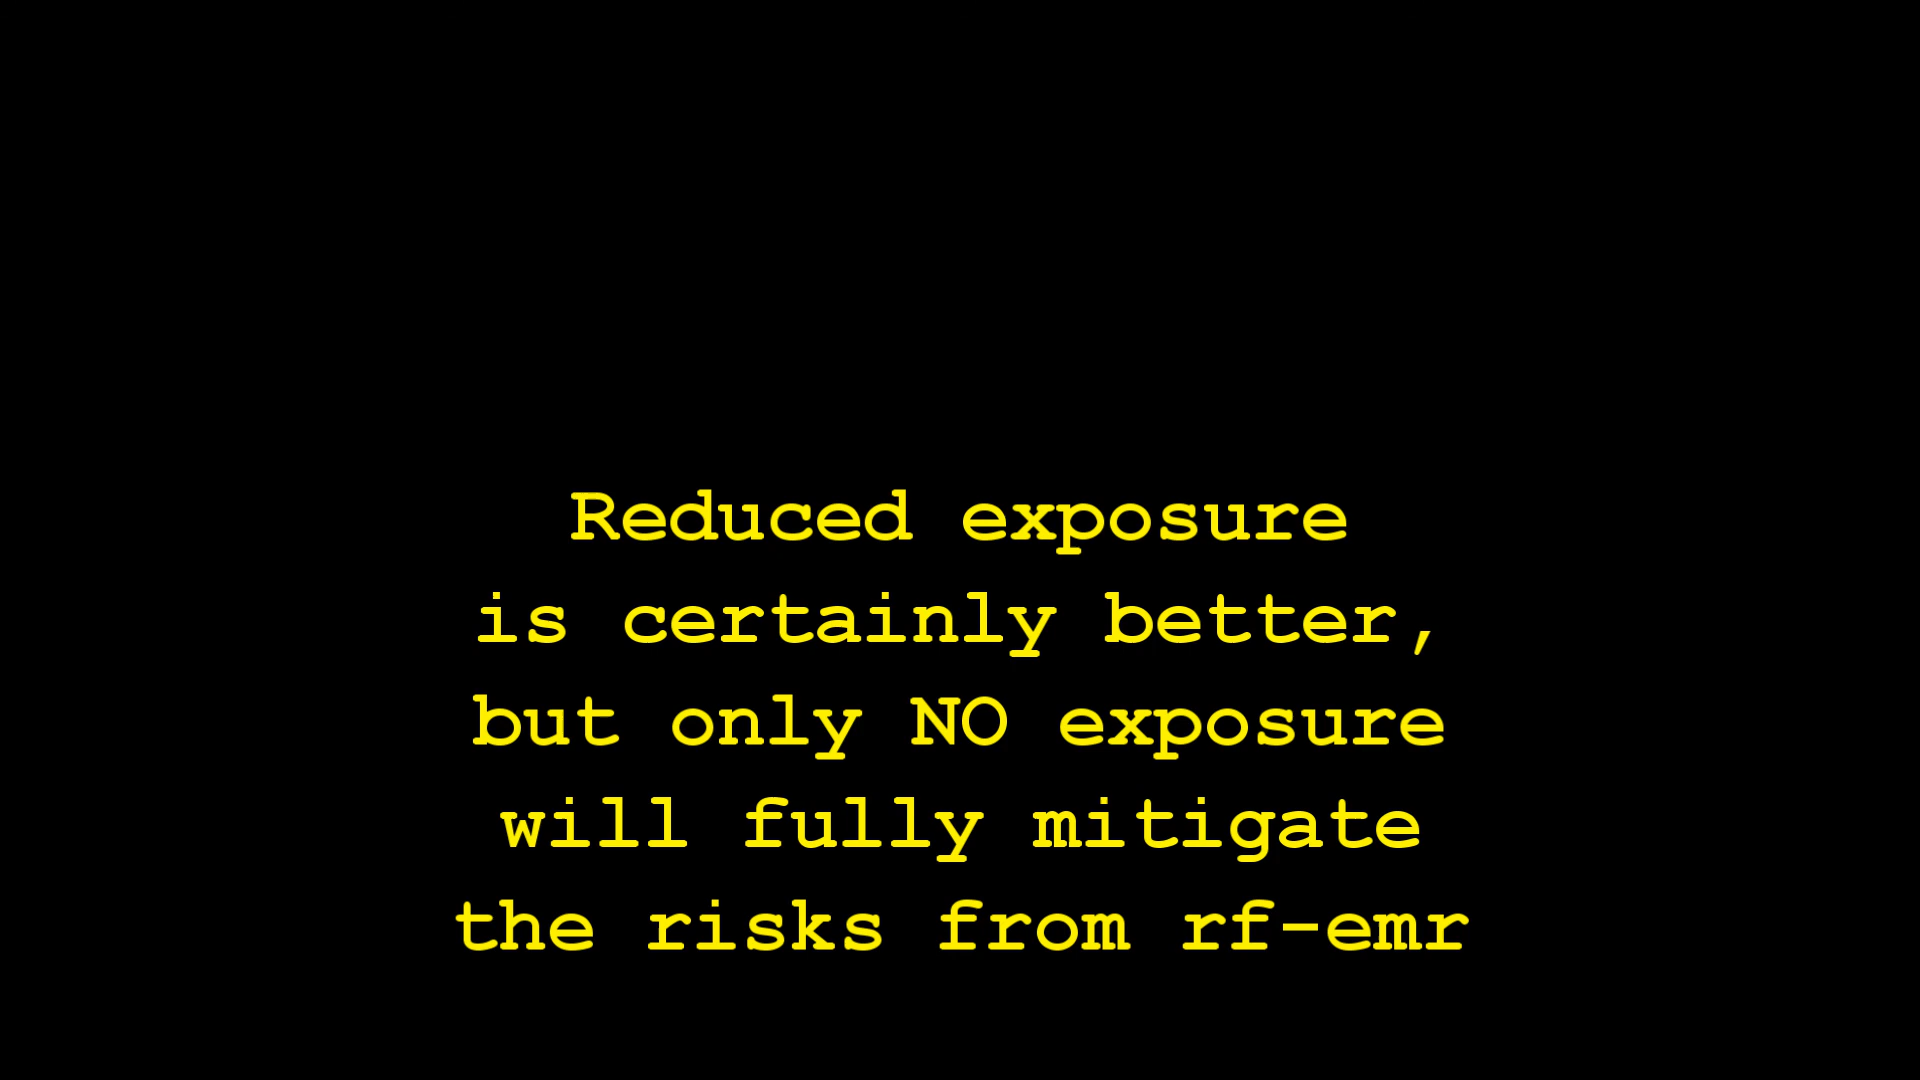 Reduced exposure
is certainly better,
but only NO exposure
will fully mitigate
the risks from rf-emr